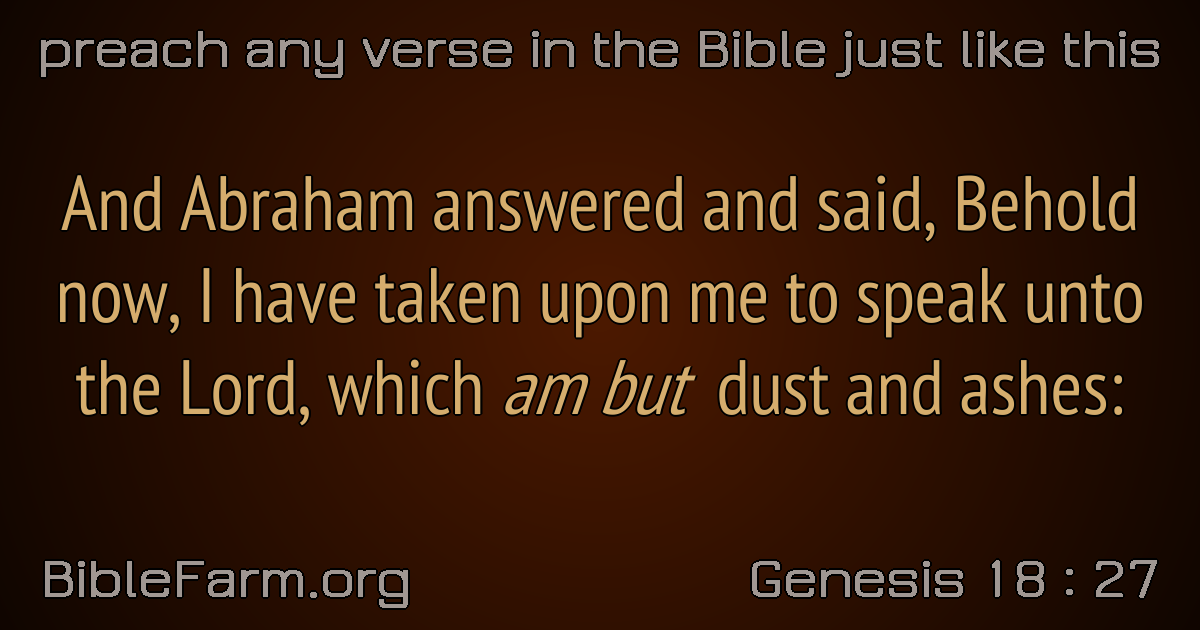 preach any verse in the Bible just like this
And Abraham answered and said, Behold
now, I have taken upon me to speak unto
the Lord, which am but dust and ashes:
BibleFarm.org
Genesis 18 : 27